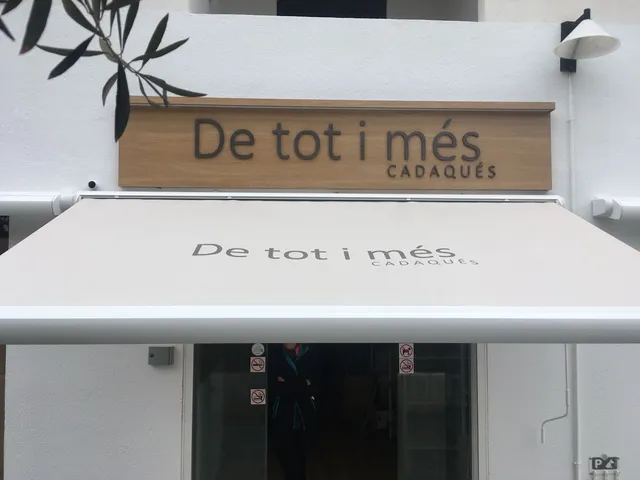 De tot i més
CADAQUÉS
De tot i més
CADAQUÉS
P